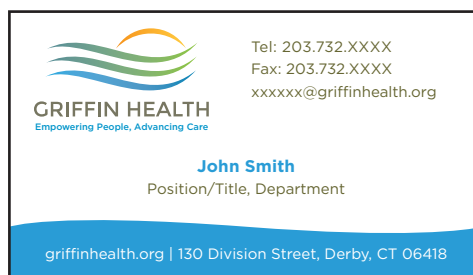 GRIFFIN HEALTH
Empowering People, Advancing Care
Tel: 203.732.XXXX
Fax: 203.732.XXXX
xxxxxx@griffinhealth.org
John Smith
Position/Title, Department
griffinhealth.org | 130 Division Street, Derby, CT 06418